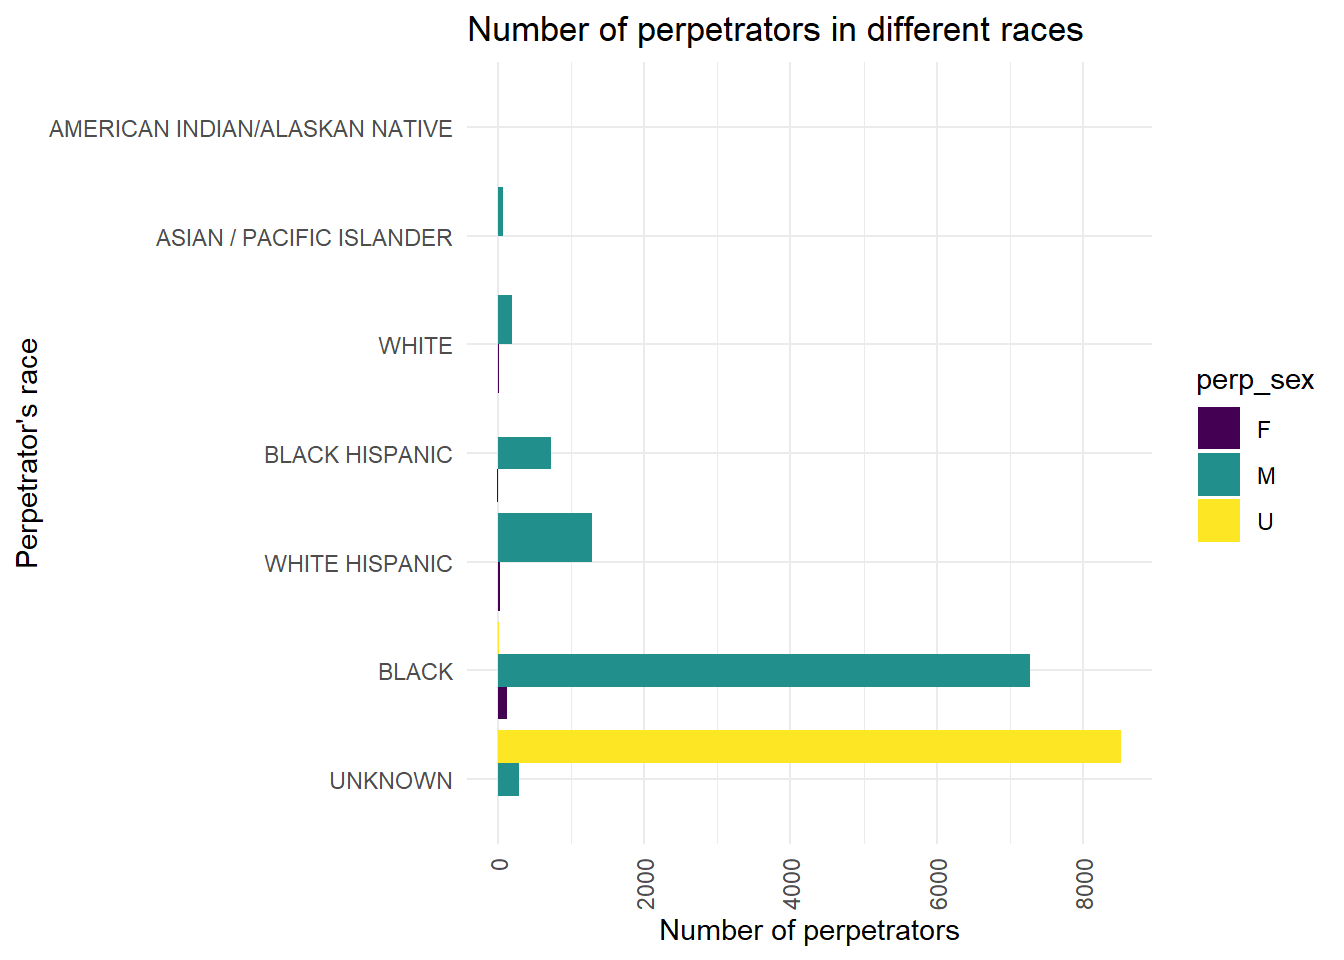 Number of perpetrators in different races
AMERICAN INDIAN/ALASKAN NATIVE
ASIAN / PACIFIC ISLANDER
WHITE
BLACK HISPANIC
WHITE HISPANIC
BLACK
UNKNOWN
Perpetrator's race
0
2000
4000
6000
8000
Number of perpetrators
perp_sex
F
M
U